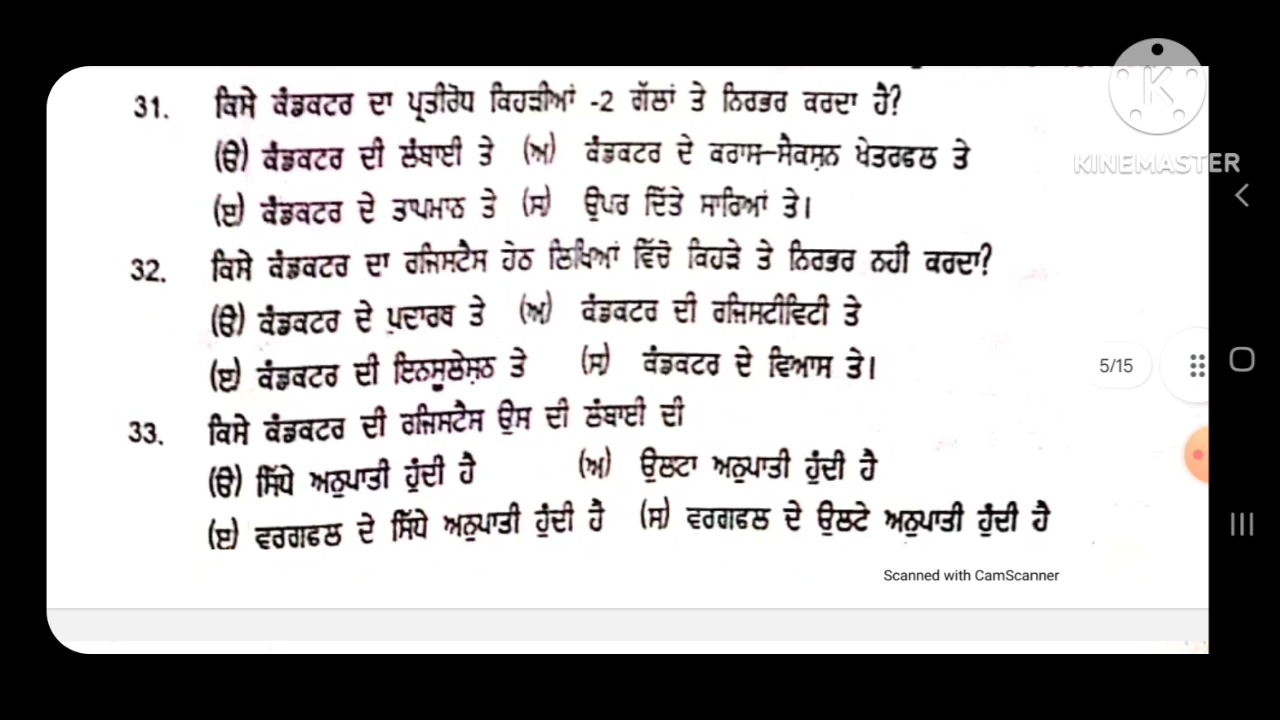 31. ਕਿਸੇ ਕੰਡਕਟਰ ਦਾ ਪ੍ਰਤੀਰੋਧ ਕਿਹੜੀਆਂ -2 ਗੱਲਾਂ ਤੇ ਨਿਰਭਰ ਕਰਦਾ ਹੈ?
(ੳ) ਕੰਡਕਟਰ ਦੀ ਲੰਬਾਈ ਤੇ (ਅ) ਕੰਡਕਟਰ ਦੇ ਕਰਾਸ-ਸੈਕਸ਼ਨ ਖੇਤਰਫਲ ਤੇ
KINEMASTER
(ੲ) ਕੰਡਕਟਰ ਦੇ ਤਾਪਮਾਨ ਤੇ (ਸ) ਉਪਰ ਦਿੱਤੇ ਸਾਰਿਆਂ ਤੇ।
32. ਕਿਸੇ ਕੰਡਕਟਰ ਦਾ ਰਜਿਸਟੈਂਸ ਹੇਠ ਲਿਖਿਆਂ ਵਿੱਚੋ ਕਿਹੜੇ ਤੇ ਨਿਰਭਰ ਨਹੀ ਕਰਦਾ?
(ੳ) ਕੰਡਕਟਰ ਦੇ ਪਦਾਰਥ ਤੇ (ਅ) ਕੰਡਕਟਰ ਦੀ ਰਜਿਸਟੀਵਿਟੀ ਤੇ
(ੲ) ਕੰਡਕਟਰ ਦੀ ਇਨਸੂਲੇਸ਼ਨ ਤੇ (ਸ) ਕੰਡਕਟਰ ਦੇ ਵਿਆਸ ਤੇ।
5/15
33. ਕਿਸੇ ਕੰਡਕਟਰ ਦੀ ਰਜਿਸਟੈਂਸ ਉਸ ਦੀ ਲੰਬਾਈ ਦੀ
(ੳ) ਸਿੱਧੇ ਅਨੁਪਾਤੀ ਹੁੰਦੀ ਹੈ (ਅ) ਉਲਟਾ ਅਨੁਪਾਤੀ ਹੁੰਦੀ ਹੈ
(ੲ) ਵਰਗਫਲ ਦੇ ਸਿੱਧੇ ਅਨੁਪਾਤੀ ਹੁੰਦੀ ਹੈ (ਸ) ਵਰਗਫਲ ਦੇ ਉਲਟੇ ਅਨੁਪਾਤੀ ਹੁੰਦੀ ਹੈ
Scanned with CamScanner